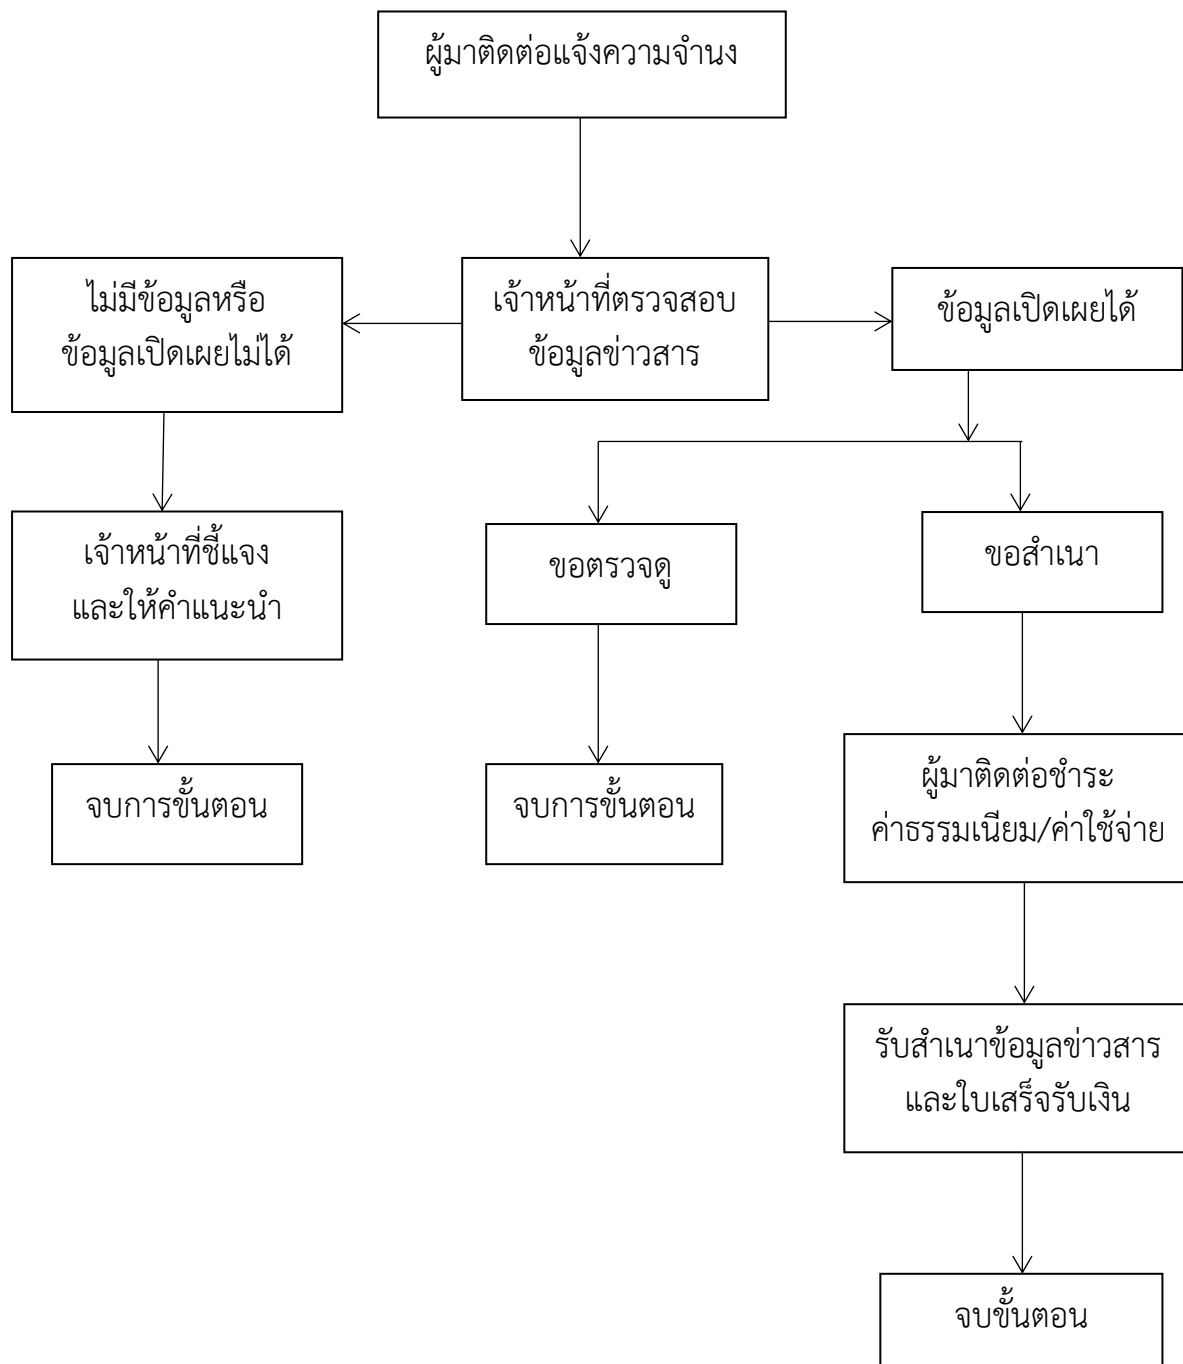 ผู้มาติดต่อแจ้งความจำนง
ไม่มีข้อมูลหรือ
ข้อมูลเปิดเผยไม่ได้
เจ้าหน้าที่ตรวจสอบ
ข้อมูลข่าวสาร
ข้อมูลเปิดเผยได้
เจ้าหน้าที่ชี้แจง
และให้คำแนะนำ
ขอตรวจดู
ขอสำเนา
จบการขั้นตอน
จบการขั้นตอน
ผู้มาติดต่อชำระ
ค่าธรรมเนียม/ค่าใช้จ่าย
รับสำเนาข้อมูลข่าวสาร
และใบเสร็จรับเงิน
จบขั้นตอน